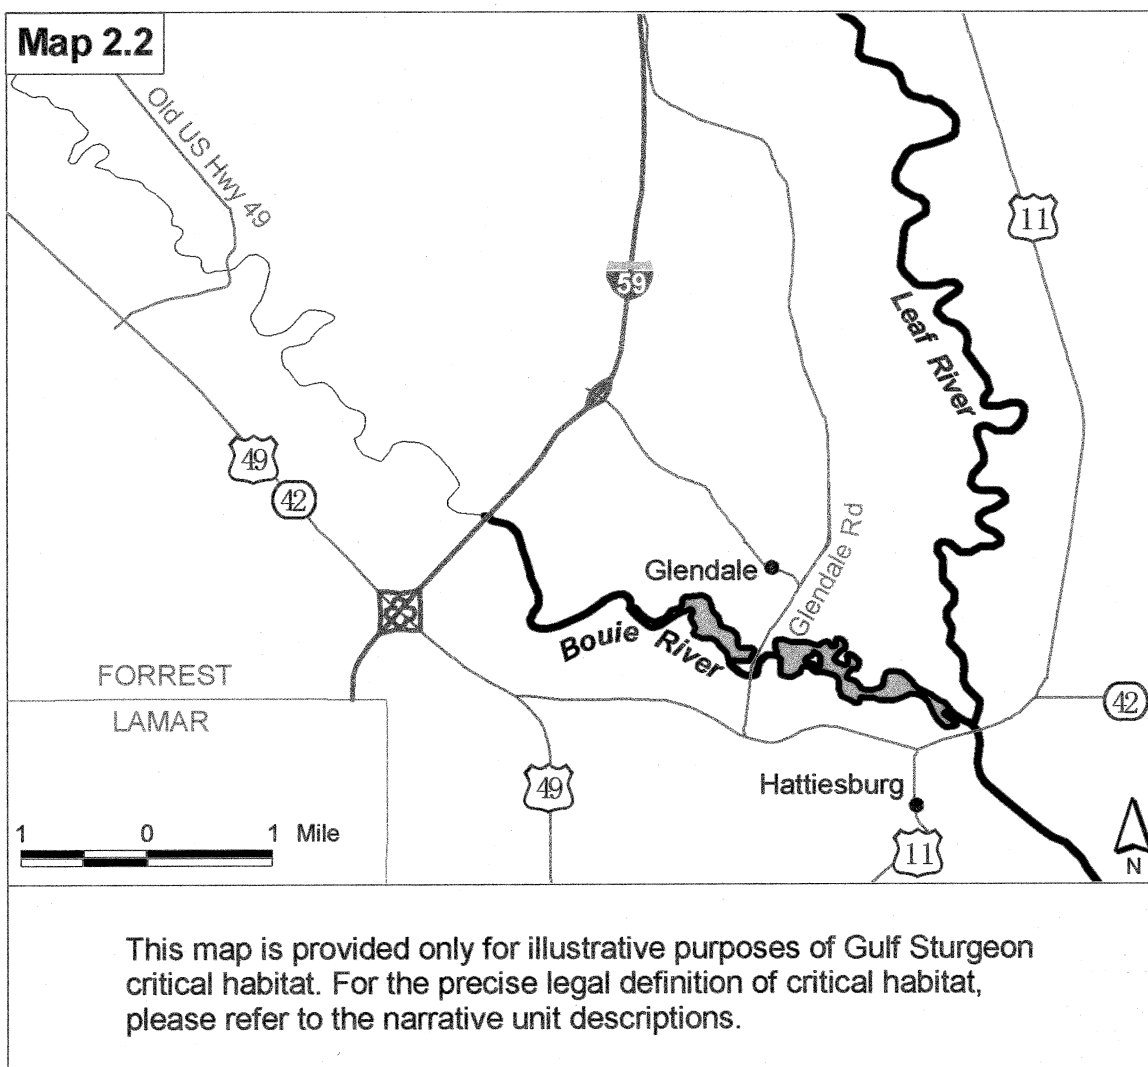 Map 2.2
Old US Hwy 49
11
59
Leaf River
49
42
Glendale
Glendale Rd
Bouie River
FORREST
LAMAR
42
49
Hattiesburg
1 0 1 Mile
11
N
This map is provided only for illustrative purposes of Gulf Sturgeon
critical habitat. For the precise legal definition of critical habitat,
please refer to the narrative unit descriptions.